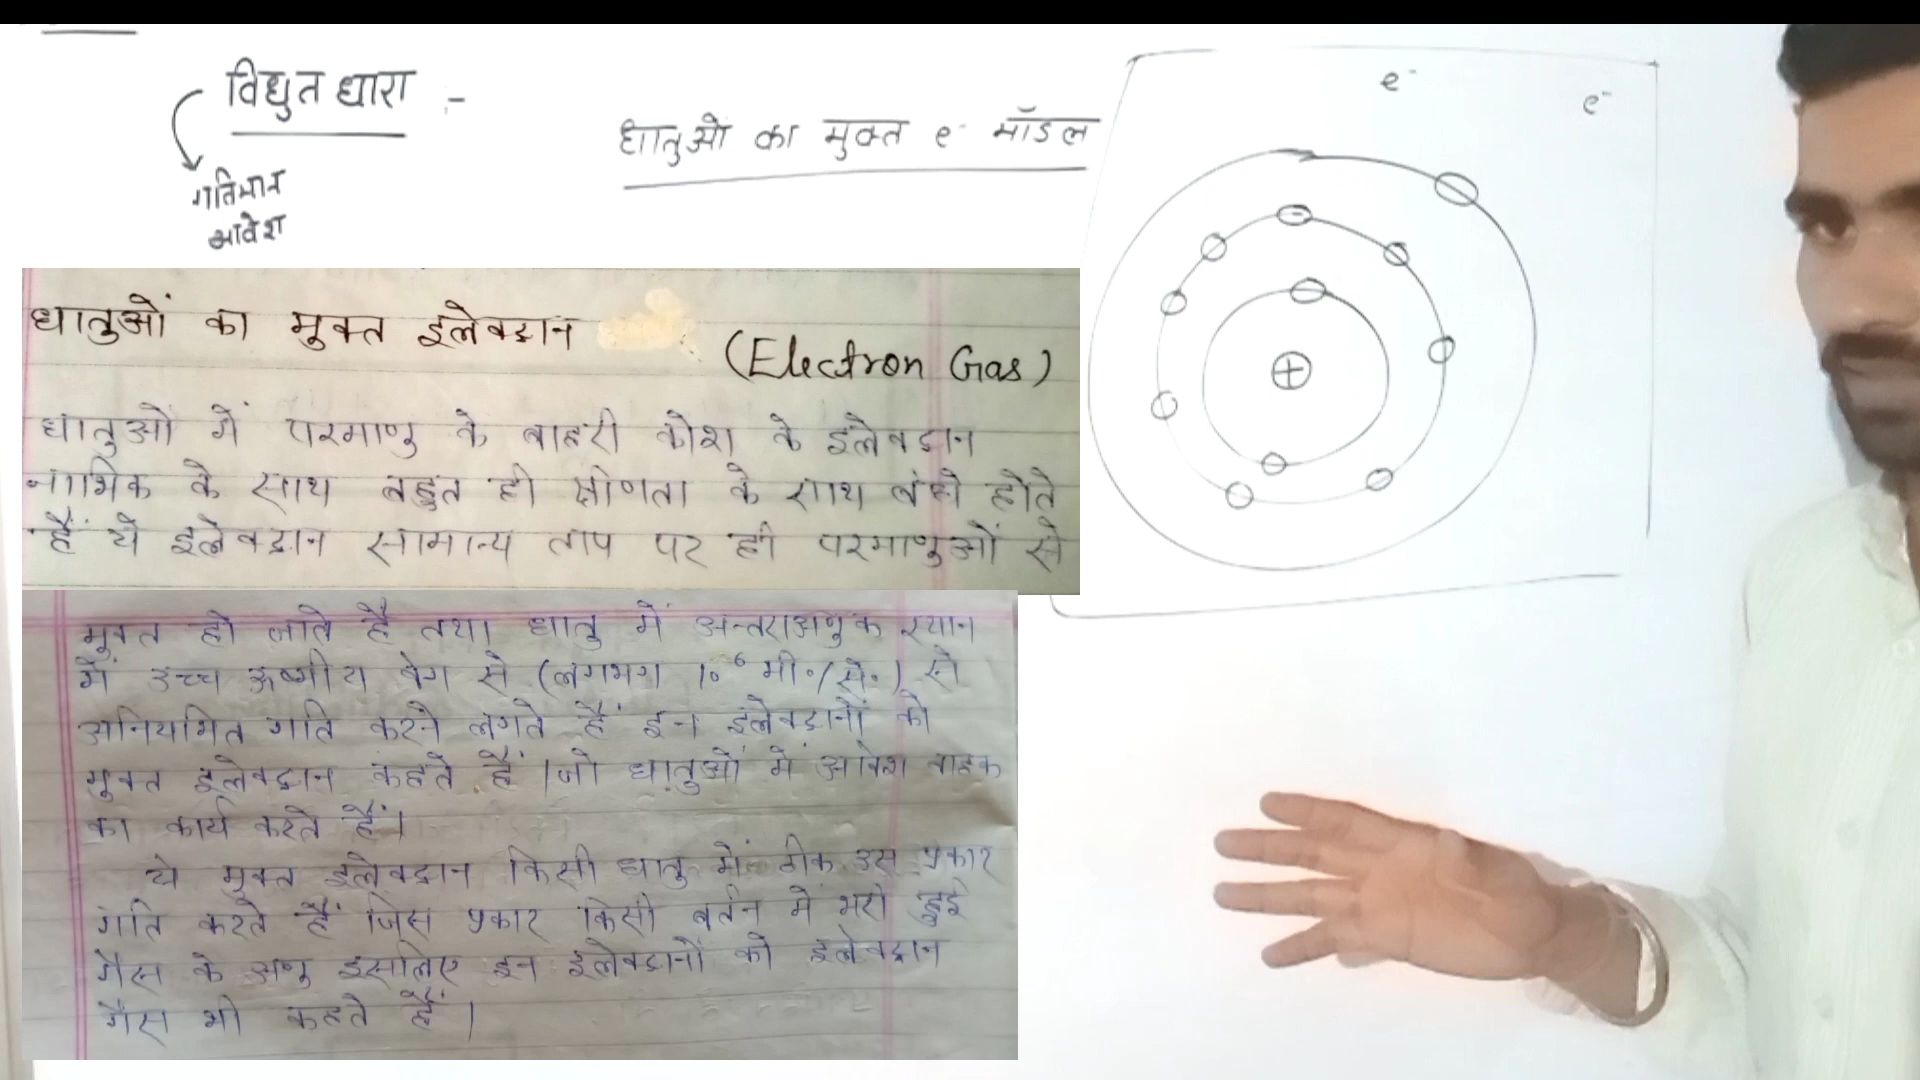 विधुत धारा -
गतिमान
आवेश
धातुओ का मुक्त e⁻ मॉडल
e⁻
e⁻
धातुओं का मुक्त इलेक्ट्रान
(Electron Gas)
धातुओं में परमाणु के बाहरी कोश के इलेक्ट्रान
नाभिक के साथ बहुत ही क्षीणता के साथ बंधे होते
हैं ये इलेक्ट्रान सामान्य ताप पर ही परमाणुओं से
मुक्त हो जाते है तथा धातु में अन्तराअणुक स्थान
में उच्च ऊष्मीय वेग से (लगभग 10⁶ मी०/से०) से
अनियमित गति करने लगते हैं इन इलेक्ट्रानों को
मुक्त इलेक्ट्रान कहते हैं। जो धातुओं में आवेश वाहक
का कार्य करते हैं।
ये मुक्त इलेक्ट्रान किसी धातु में ठीक उस प्रकार
गति करते हैं जिस प्रकार किसी बर्तन में भरी हुई
गैस के अणु इसलिए इन इलेक्ट्रानों को इलेक्ट्रान
गैस भी कहते हैं।